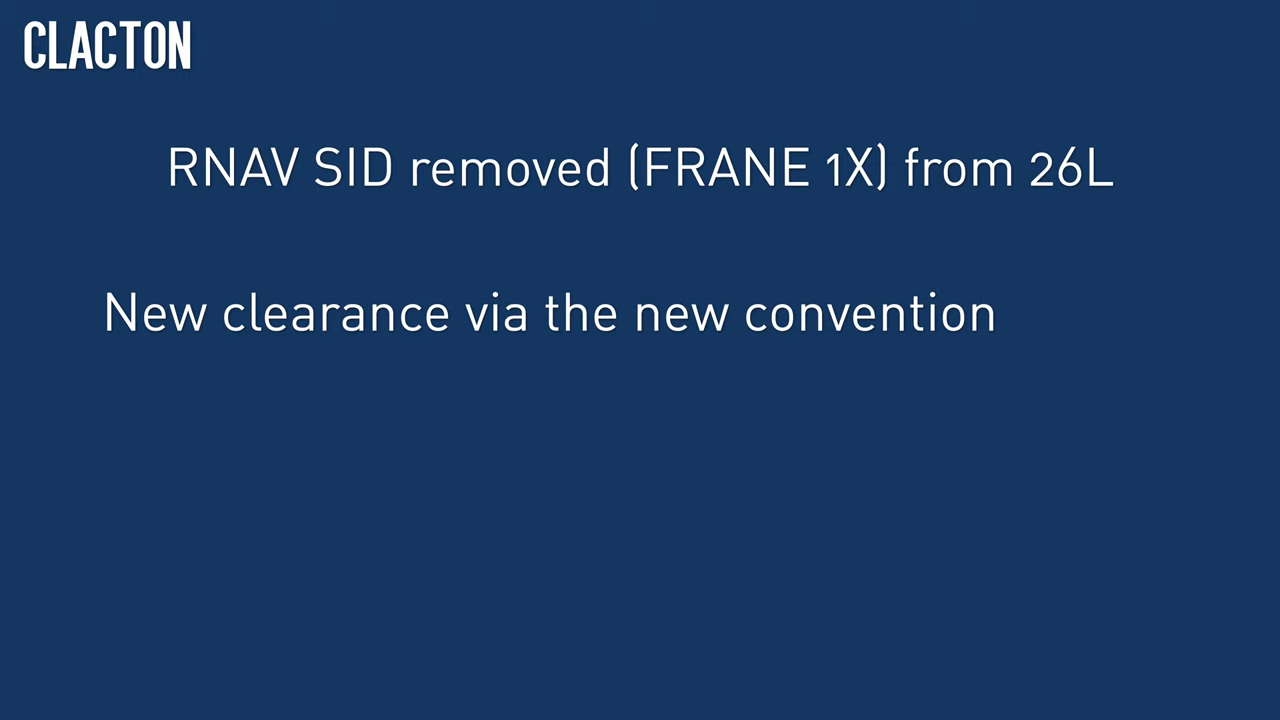 CLACTON
RNAV SID removed (FRANE 1X) from 26L
New clearance via the new convention